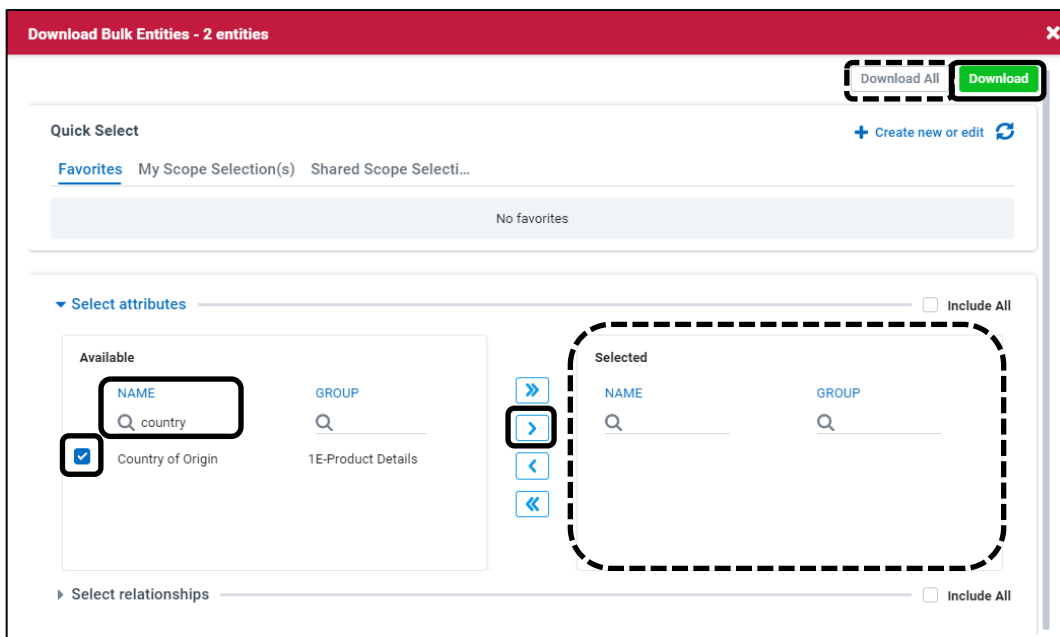 Download Bulk Entities - 2 entities
Download All Download
Quick Select
Create new or edit
Favorites My Scope Selection(s) Shared Scope Selecti...
No favorites
Select attributes
Include All
Available
Selected
NAME GROUP
NAME GROUP
country
Country of Origin 1E-Product Details
Select relationships
Include All